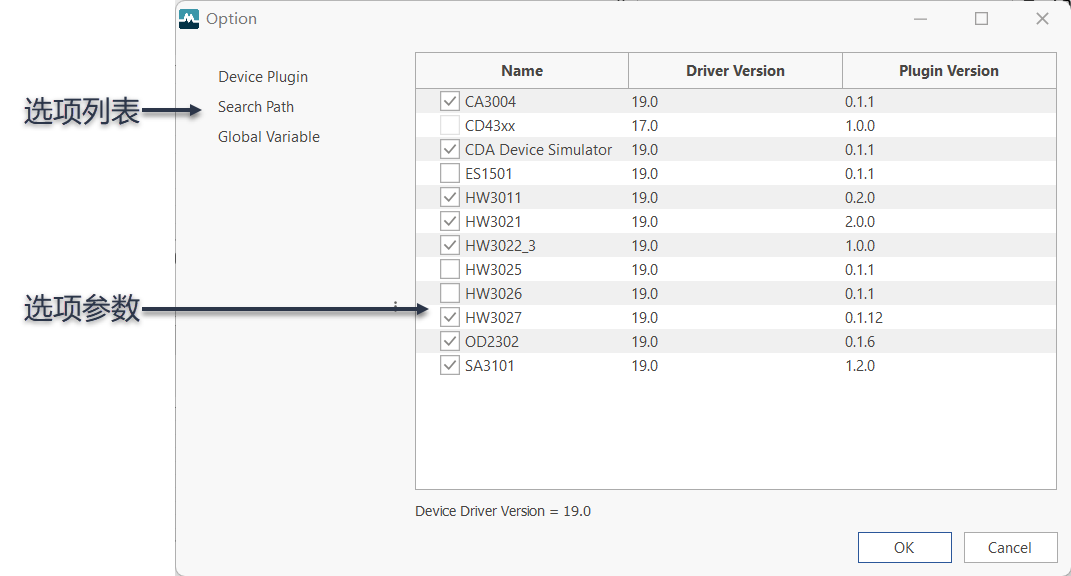 Option
Device Plugin
选项列表
Search Path
Global Variable
选项参数
Name Driver Version Plugin Version
CA3004 19.0 0.1.1
CD43xx 17.0 1.0.0
CDA Device Simulator 19.0 0.1.1
ES1501 19.0 0.1.1
HW3011 19.0 0.2.0
HW3021 19.0 2.0.0
HW3022_3 19.0 1.0.0
HW3025 19.0 0.1.1
HW3026 19.0 0.1.1
HW3027 19.0 0.1.12
OD2302 19.0 0.1.6
SA3101 19.0 1.2.0
Device Driver Version = 19.0
OK Cancel